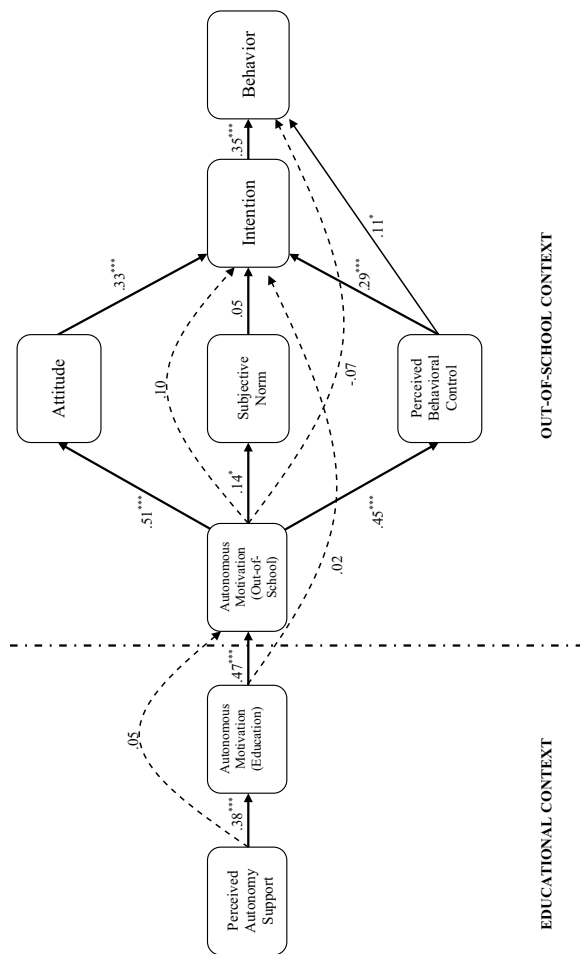 Perceived
Autonomy
Support
.38***
.05
Autonomous
Motivation
(Education)
.47***
.02
Autonomous
Motivation
(Out-of-
School)
.51***
.14*
.45***
.10
-.07
Attitude
Subjective
Norm
Perceived
Behavioral
Control
.33***
.05
.29***
.11*
Intention
.35***
Behavior
EDUCATIONAL CONTEXT
OUT-OF-SCHOOL CONTEXT